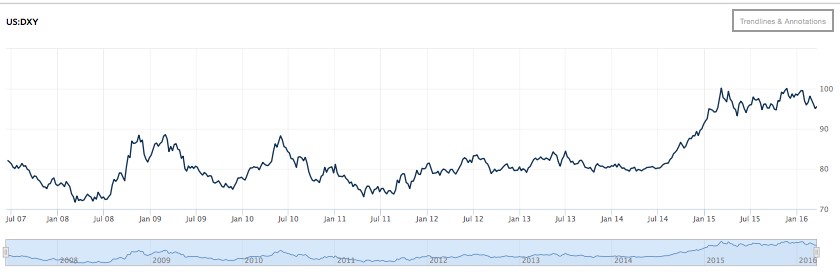 US:DXY
Trendlines & Annotations
100
90
80
70
Jul 07 Jan 08 Jul 08 Jan 09 Jul 09 Jan 10 Jul 10 Jan 11 Jul 11 Jan 12 Jul 12 Jan 13 Jul 13 Jan 14 Jul 14 Jan 15 Jul 15 Jan 16
2008 2009 2010 2011 2012 2013 2014 2015 2016